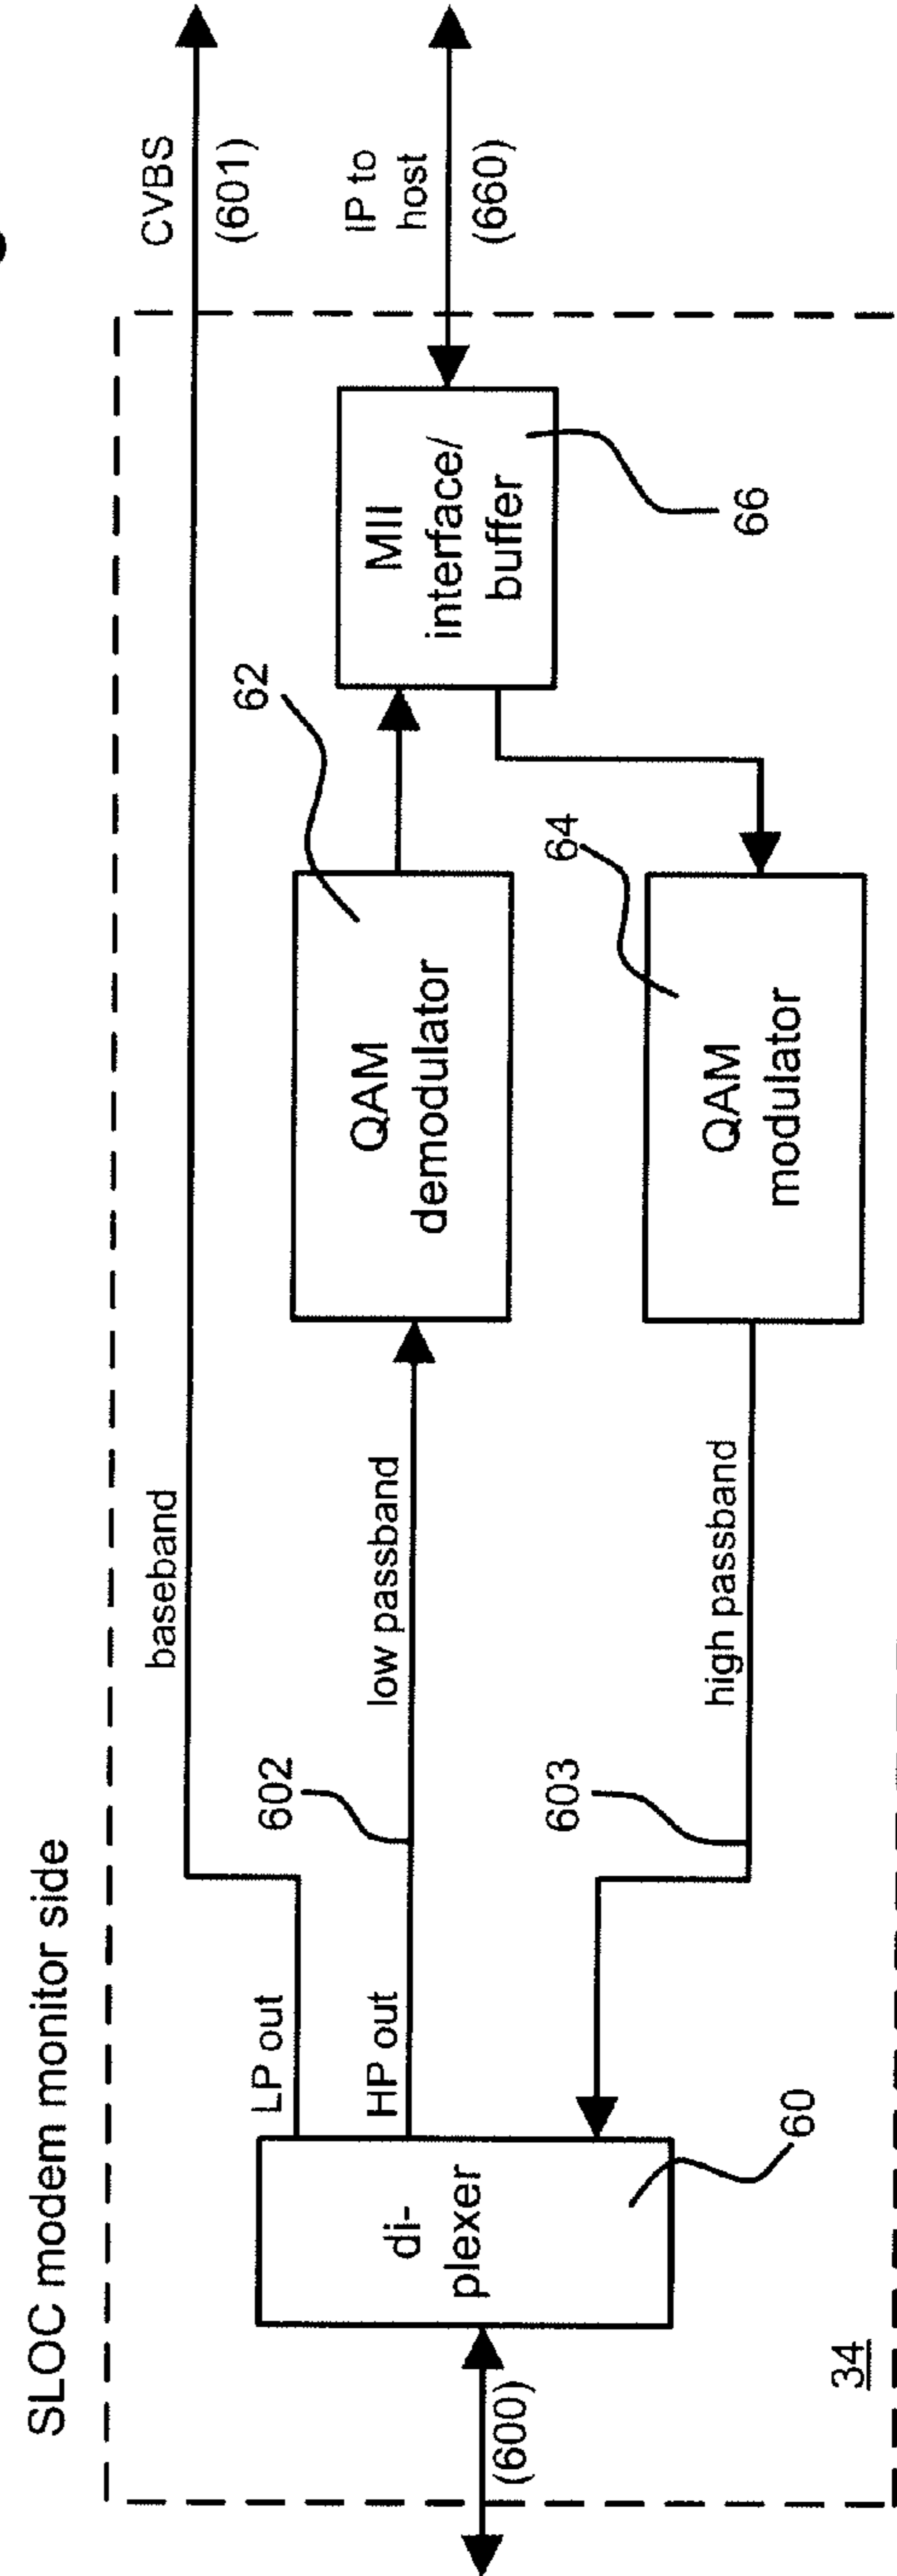 SLOC modem monitor side
CVBS
(601)
baseband
IP to
host
(660)
LP out
HP out
602
low passband
62
QAM
demodulator
MII
interface/
buffer
66
di-
plexer
60
(600)
603
high passband
64
QAM
modulator
34